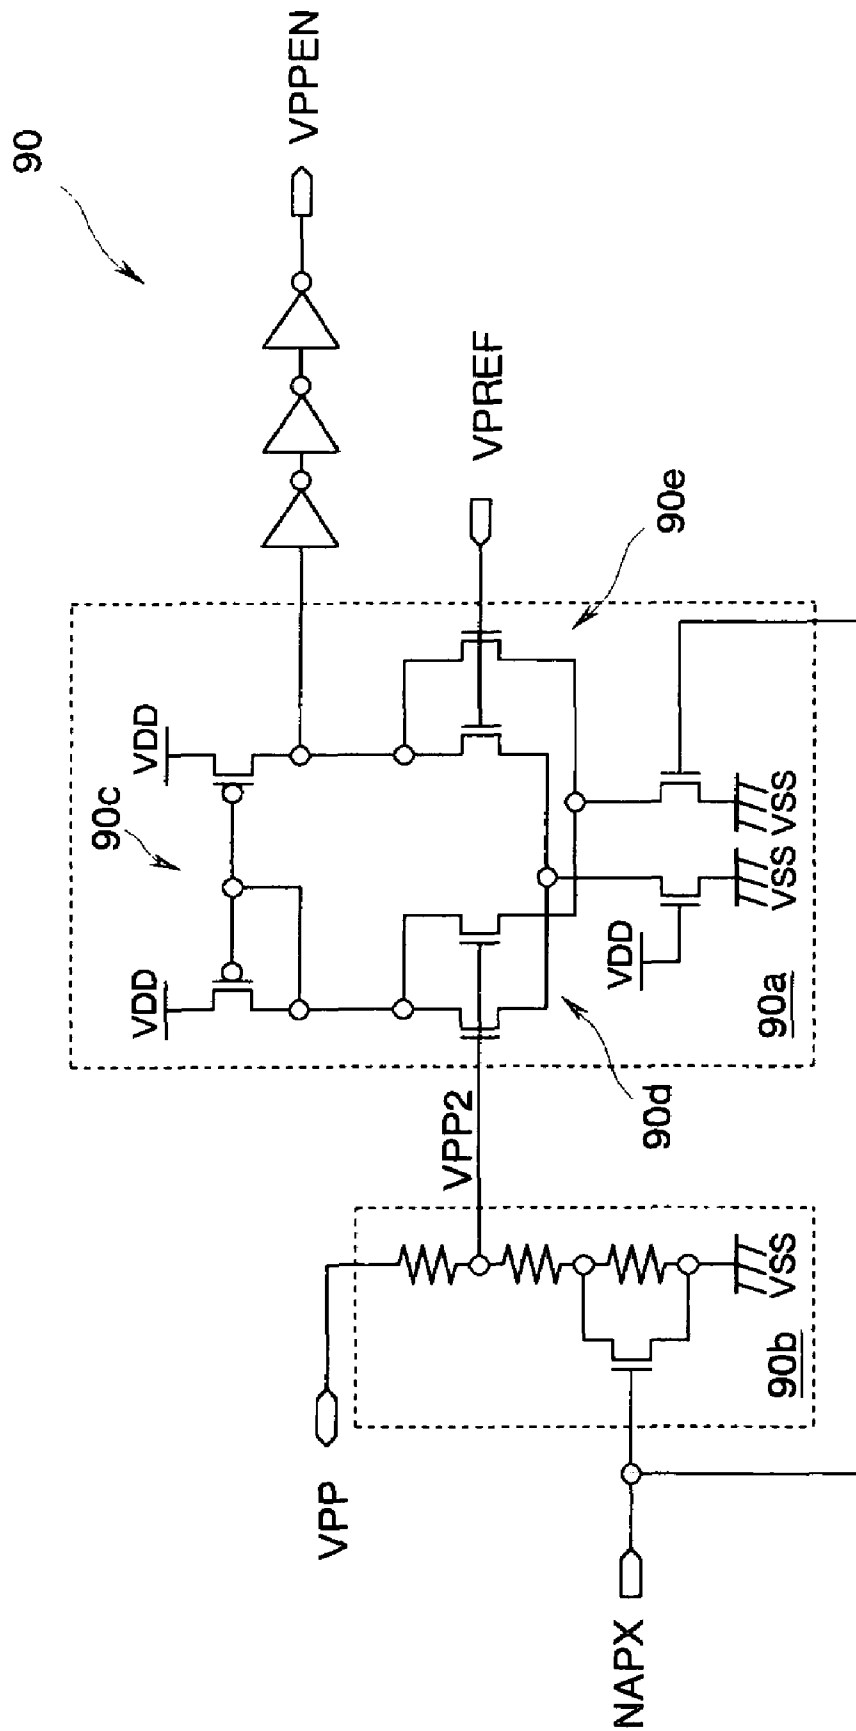 90
VPPEN
VPREF
90e
VDD
90c
VDD
VSS
VSS
VDD
90a
90d
VPP2
VSS
90b
VPP
NAPX